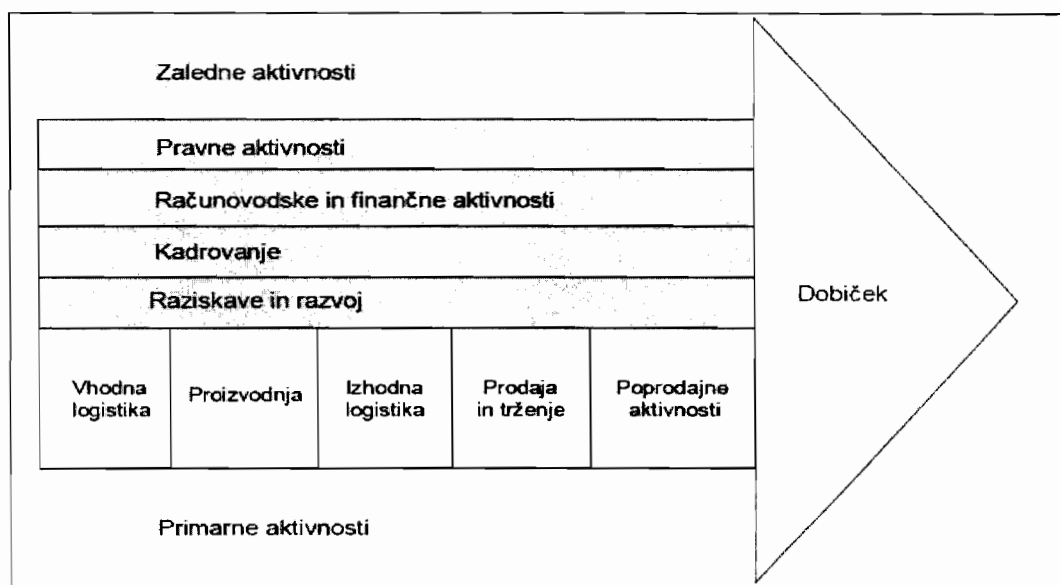 Zaledne aktivnosti
Pravne aktivnosti
Računovodske in finančne aktivnosti
Kadrovanje
Raziskave in razvoj
Dobiček
Vhodna
logistika
Proizvodnja
Izhodna
logistika
Prodaja
in trženje
Poprodajne
aktivnosti
Primarne aktivnosti